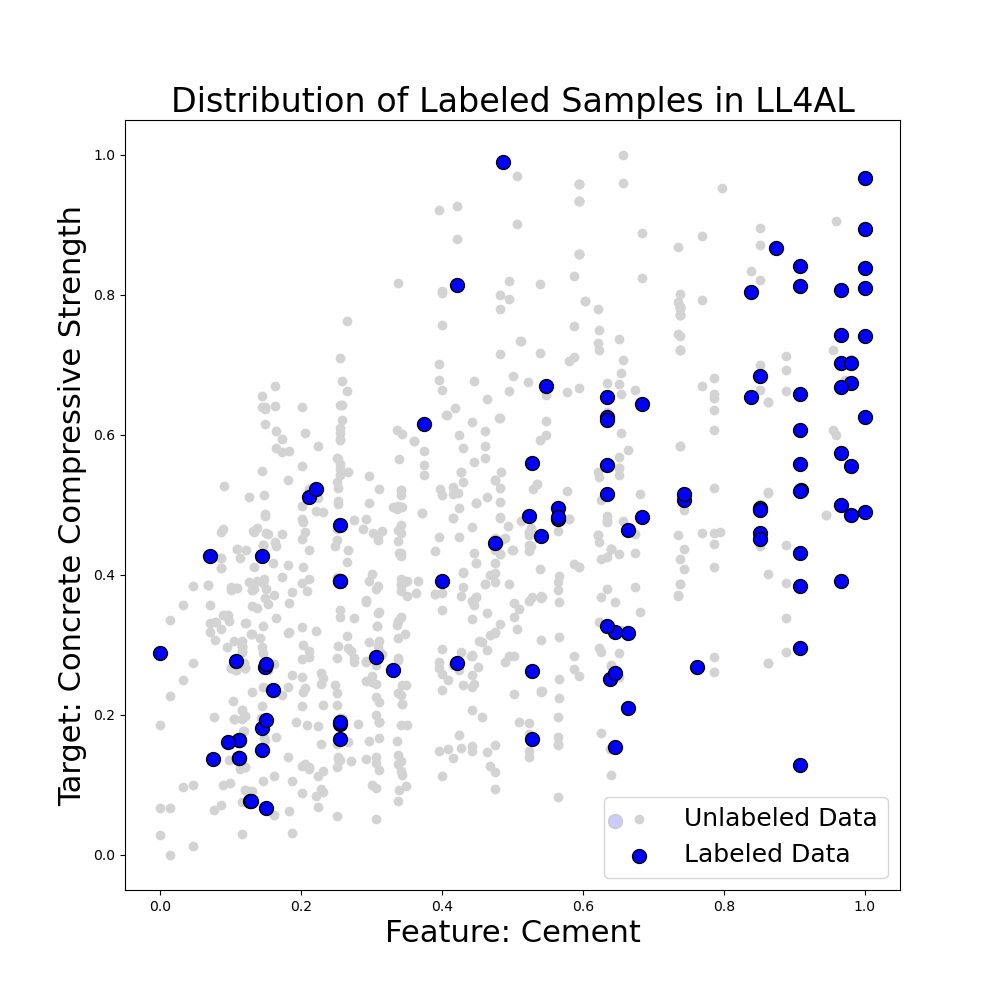 Distribution of Labeled Samples in LL4AL
Target: Concrete Compressive Strength
1.0
0.8
0.6
0.4
0.2
0.0
Unlabeled Data
Labeled Data
0.0 0.2 0.4 0.6 0.8 1.0
Feature: Cement